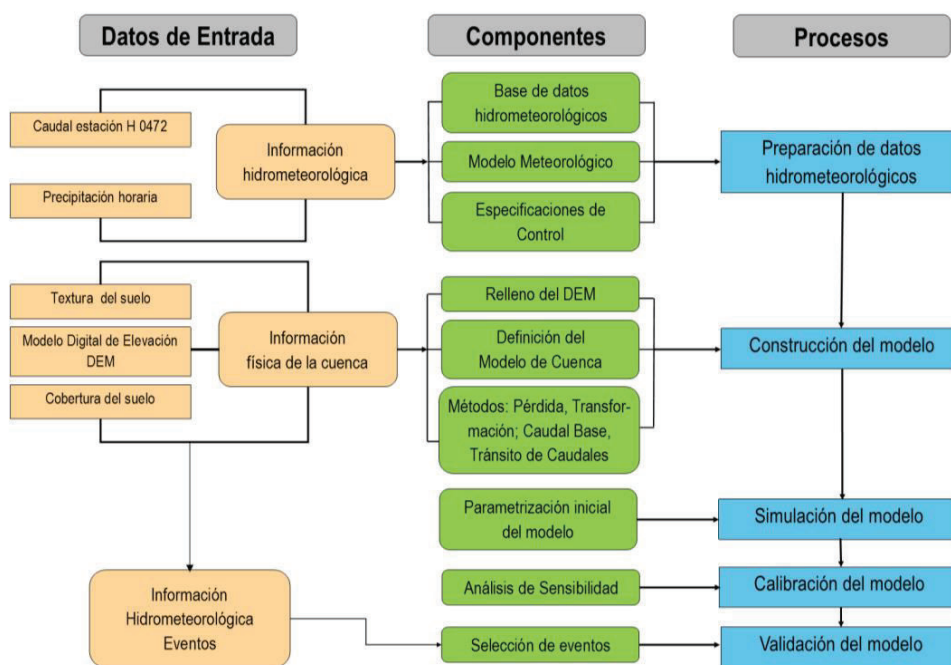 Datos de Entrada
Componentes
Procesos
Caudal estación H 0472
Precipitación horaria
Información
hidrometeorológica
Base de datos
hidrometeorológicos
Modelo Meteorológico
Especificaciones de
Control
Preparación de datos
hidrometeorológicos
Textura del suelo
Modelo Digital de Elevación
DEM
Cobertura del suelo
Información
física de la cuenca
Relleno del DEM
Definición del
Modelo de Cuenca
Métodos: Pérdida, Transfor-
mación; Caudal Base,
Tránsito de Caudales
Construcción del modelo
Parametrización inicial
del modelo
Simulación del modelo
Análisis de Sensibilidad
Calibración del modelo
Información
Hidrometeorológica
Eventos
Selección de eventos
Validación del modelo